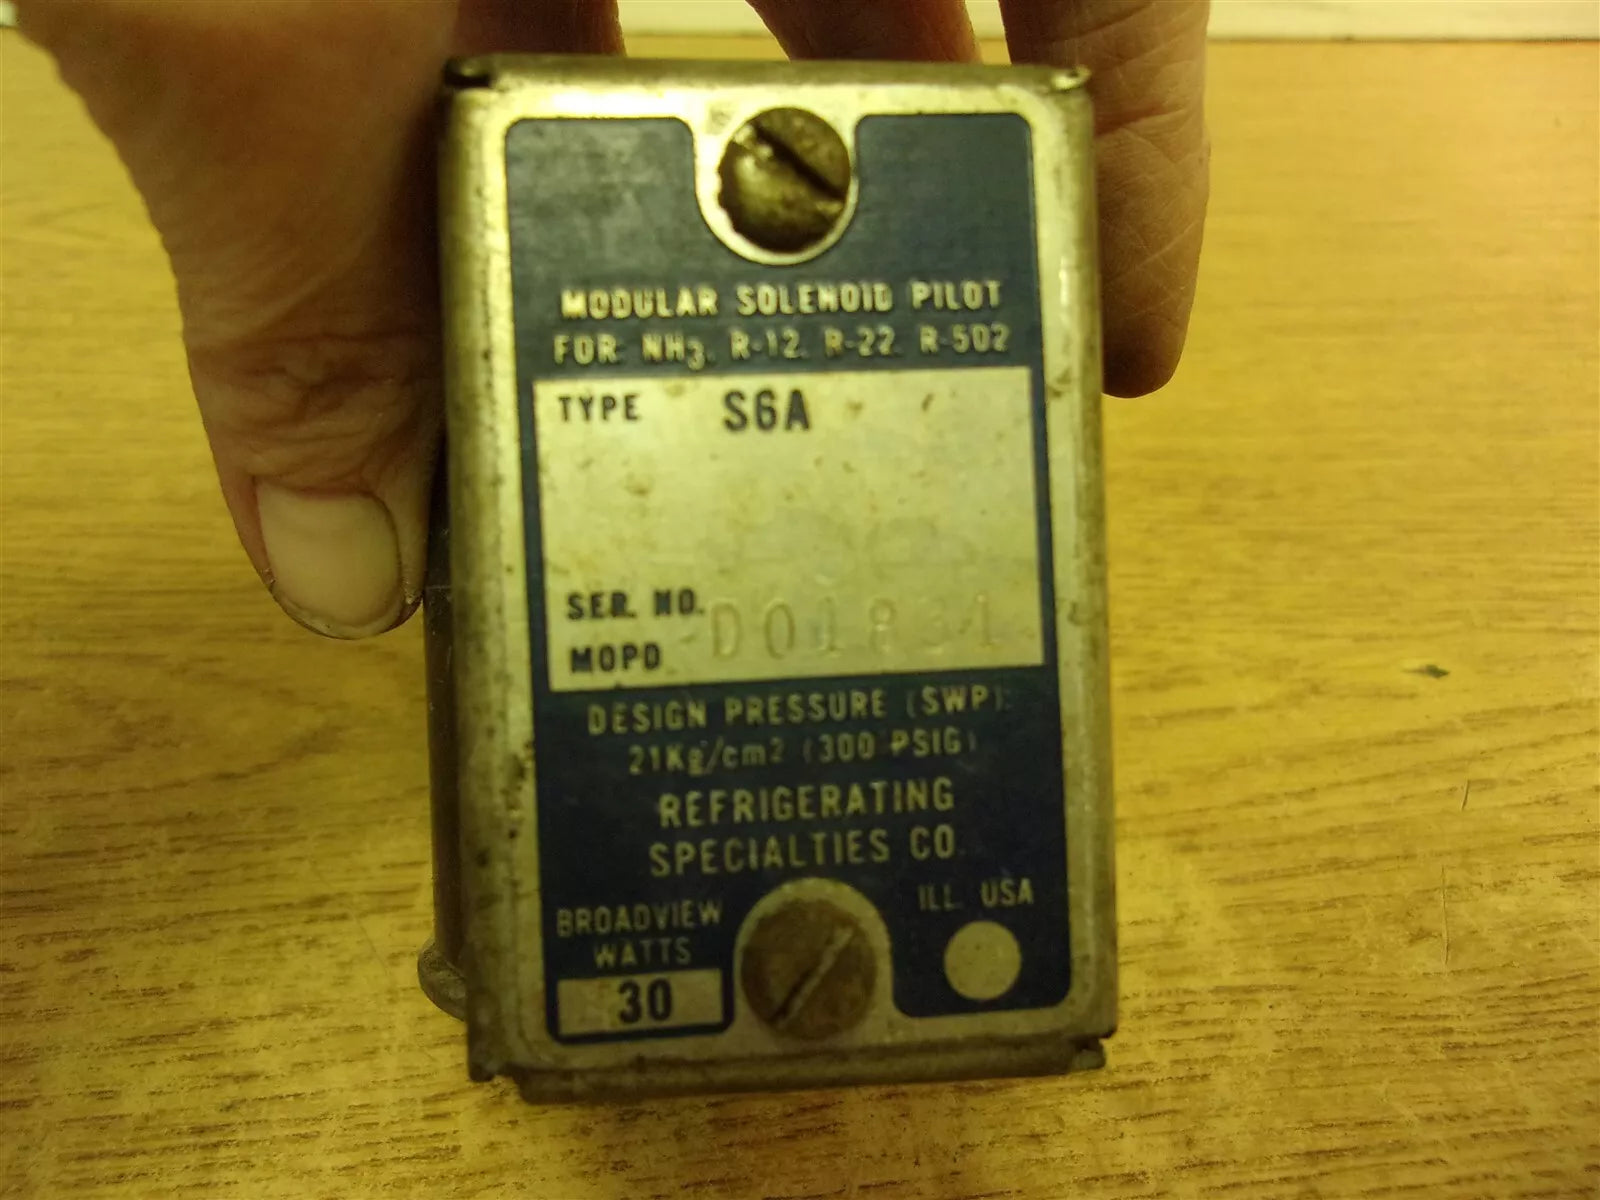 MODULAR SOLENOID PILOT
FOR: NH3, R-12, R-22, R-502
TYPE S6A
SER. NO. D01831
MOPD
DESIGN PRESSURE (SWP):
21Kg/cm2 (300 PSIG)
REFRIGERATING
SPECIALTIES CO.
BROADVIEW ILL. USA
WATTS
30